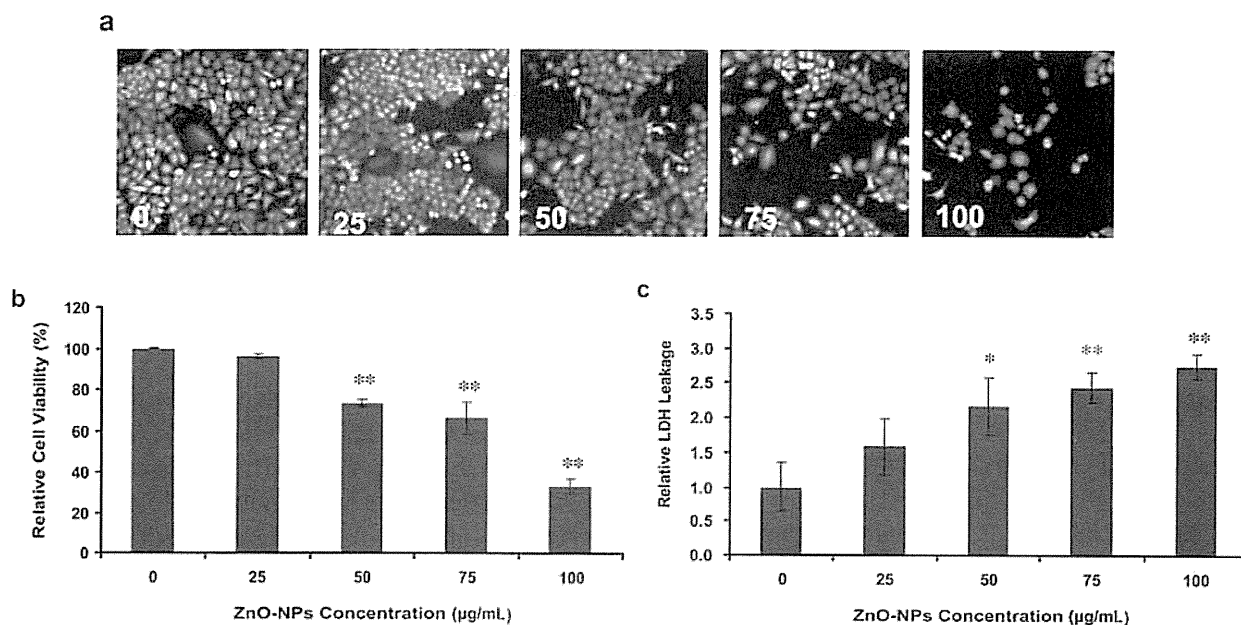 a
0 25 50 75 100
b
120
100
80
60
40
20
0
Relative Cell Viability (%)
**
**
**
0 25 50 75 100
ZnO-NPs Concentration (µg/mL)
c
3.5
3.0
2.5
2.0
1.5
1.0
0.5
0.0
Relative LDH Leakage
*
**
**
0 25 50 75 100
ZnO-NPs Concentration (µg/mL)